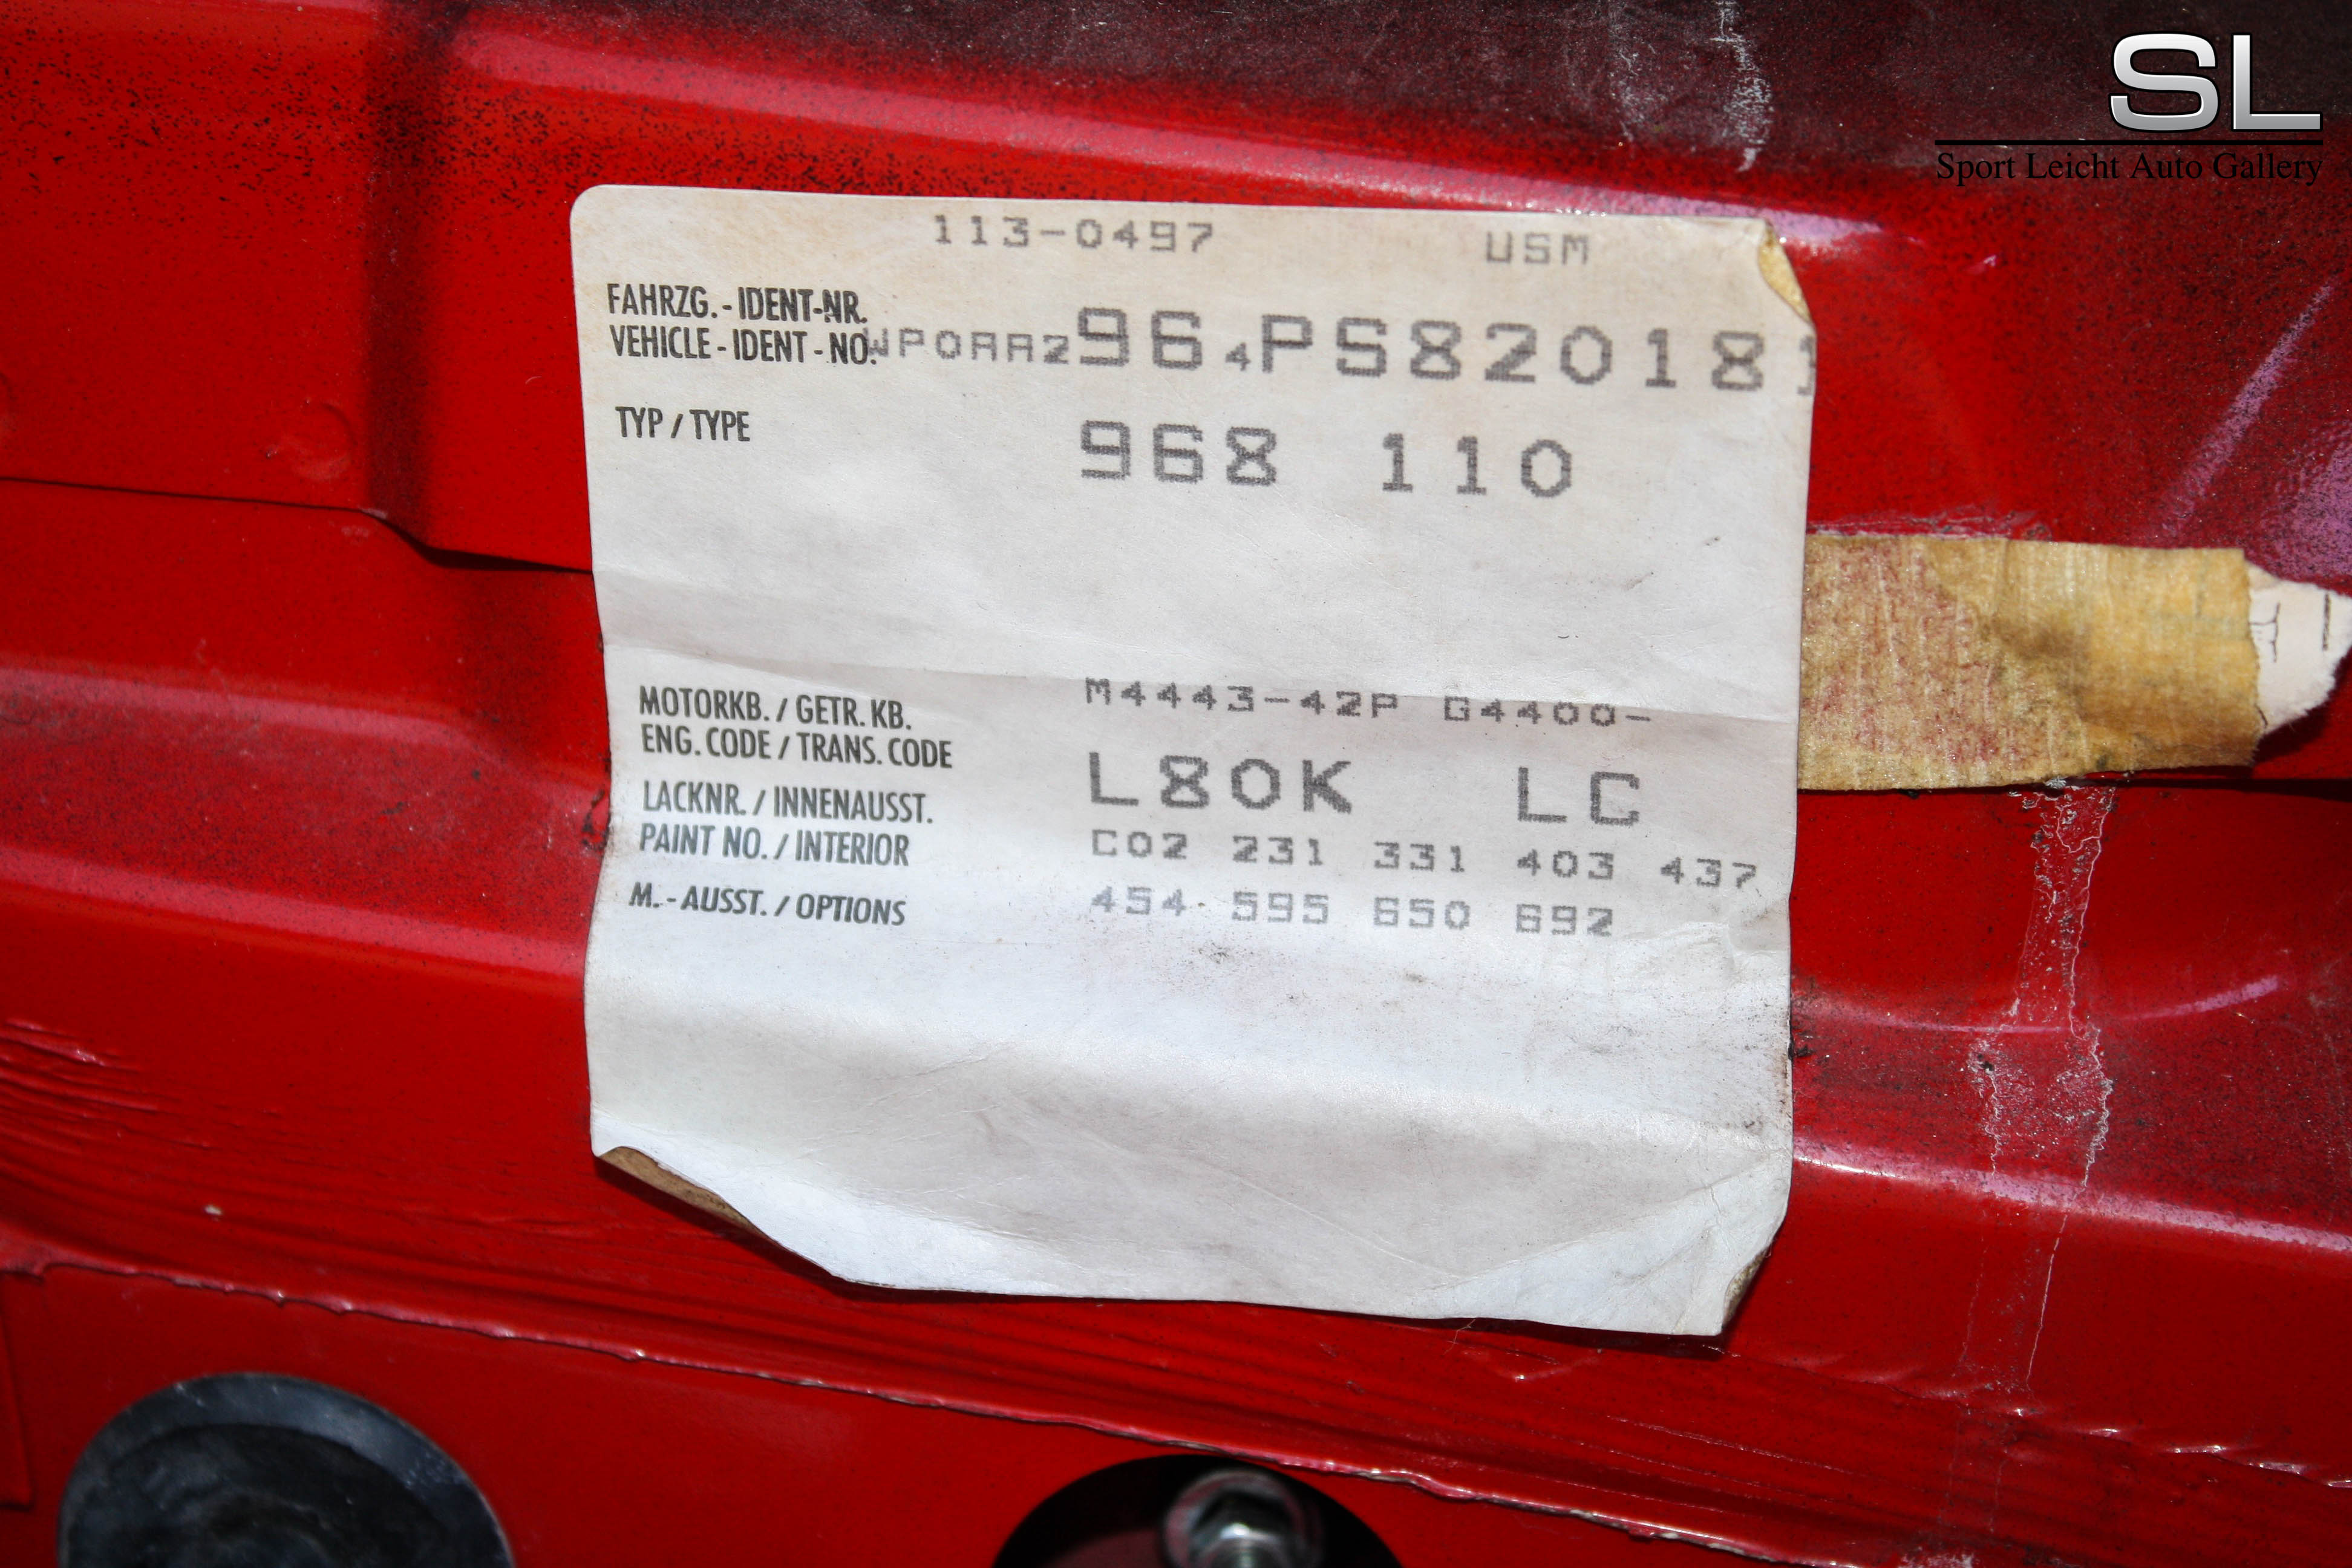 SL
Sport Leicht Auto Gallery
113-0497 USM
FAHRZG.-IDENT-NR.
VEHICLE-IDENT-NO. WP0AA2964PS820181
TYP / TYPE 968 110
MOTORKB. / GETR. KB. M4443-42P G4400-
ENG. CODE / TRANS. CODE
L80K LC
LACKNR. / INNENAUSST.
PAINT NO. / INTERIOR C02 231 331 403 437
M.-AUSST. / OPTIONS 454 595 650 692